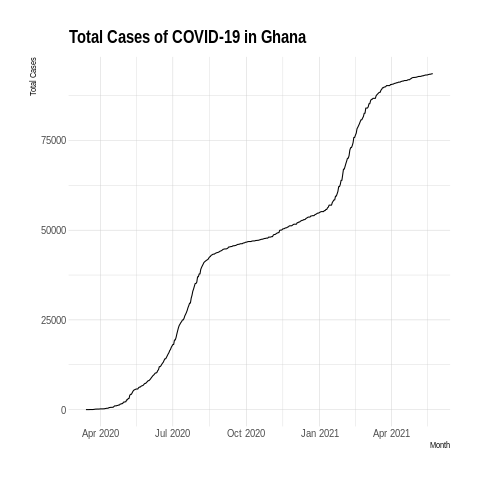 Total Cases of COVID-19 in Ghana
Total Cases
75000
50000
25000
0
Apr 2020 Jul 2020 Oct 2020 Jan 2021 Apr 2021
Month